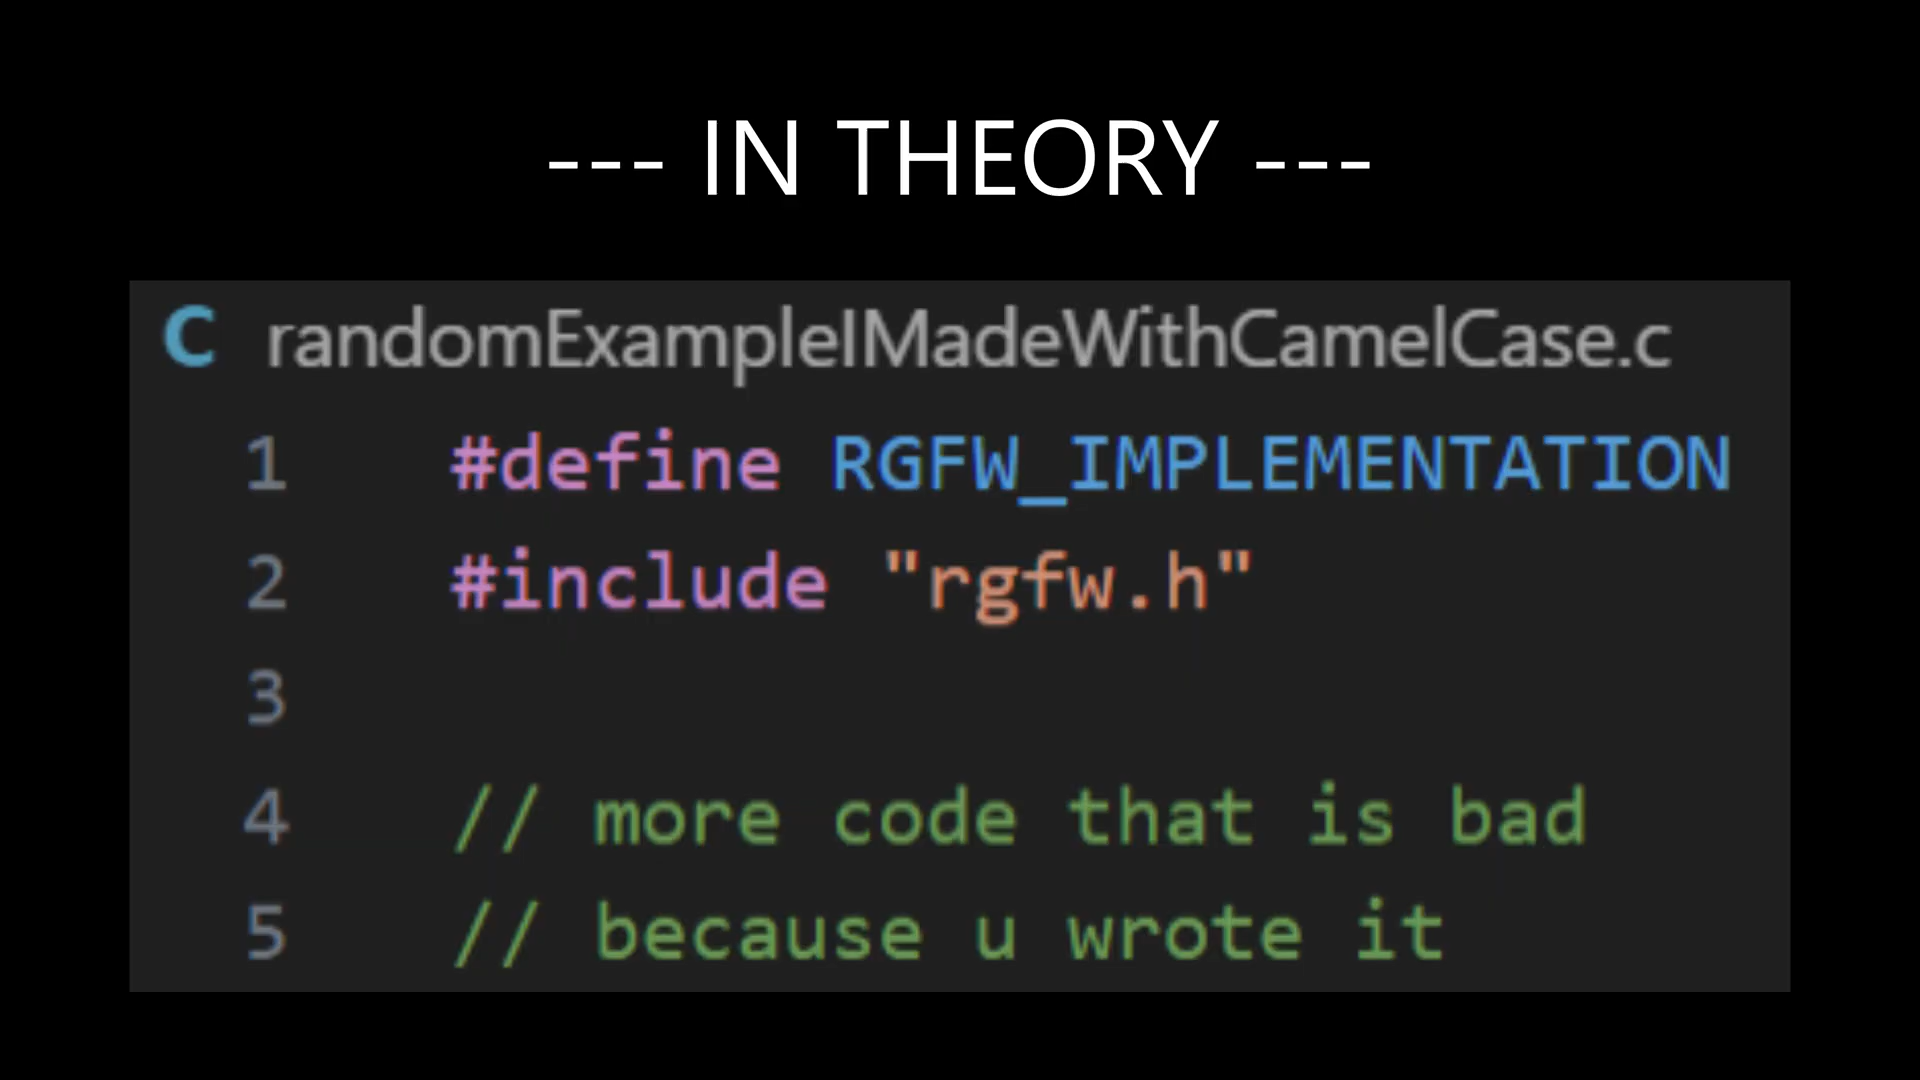 --- IN THEORY ---
C randomExampleIMadeWithCamelCase.c
1 #define RGFW_IMPLEMENTATION
2 #include "rgfw.h"
3
4 // more code that is bad
5 // because u wrote it